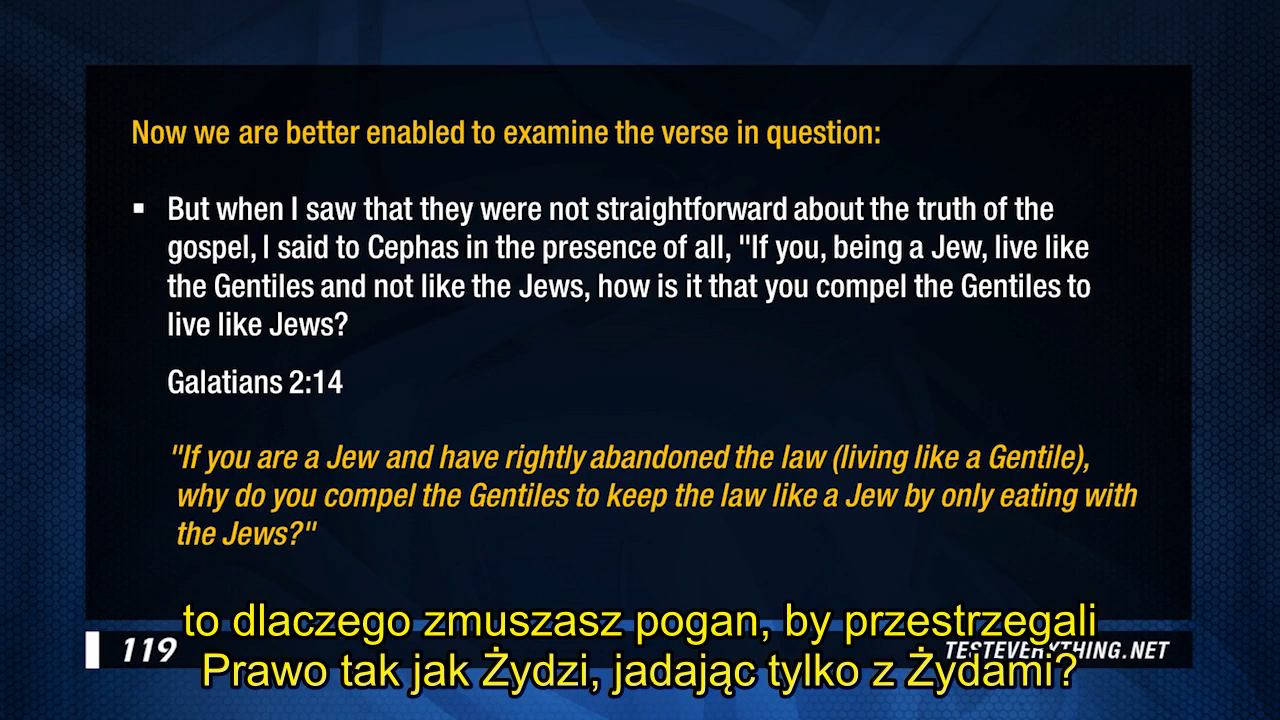 Now we are better enabled to examine the verse in question:
▪ But when I saw that they were not straightforward about the truth of the
gospel, I said to Cephas in the presence of all, "If you, being a Jew, live like
the Gentiles and not like the Jews, how is it that you compel the Gentiles to
live like Jews?
Galatians 2:14
"If you are a Jew and have rightly abandoned the law (living like a Gentile),
why do you compel the Gentiles to keep the law like a Jew by only eating with
the Jews?"
to dlaczego zmuszasz pogan, by przestrzegali
119
TESTEVERYTHING.NET
Prawo tak jak Żydzi, jadając tylko z Żydami?